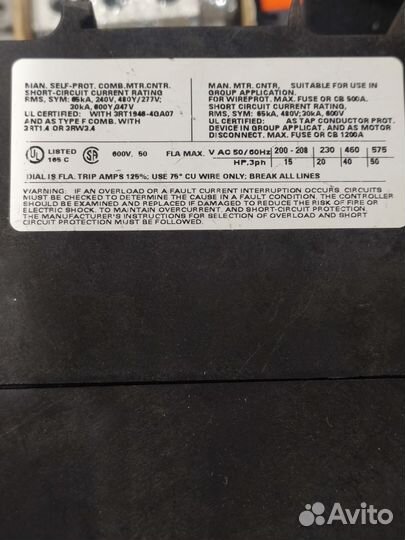 MAN. SELF-PROT. COMB.MTR.CNTR.
SHORT-CIRCUIT CURRENT RATING
RMS, SYM: 65kA, 240V, 480Y/277V;
30kA, 600Y/347V
UL CERTIFIED: WITH 3RT1946-4GA07
AND AS TYPE F COMB. WITH
3RT1.4 OR 3RW3.4
MAN. MTR. CNTR, SUITABLE FOR USE IN
GROUP APPLICATION.
FOR WIREPROT. MAX. FUSE OR CB 500A.
SHORT CIRCUIT CURRENT RATING
RMS, SYM: 65kA, 480V; 30kA, 600V
UL CERTIFIED: AS TAP CONDUCTOR PROT.
DEVICE IN GROUP APPLICAT. AND AS MOTOR
DISCONNECT. MAX. FUSE OR CB 1200A
UL LISTED 165 C SA 600V. 50 FLA MAX. V AC 50/60Hz 200 - 208 230 460 575
HP.3ph 15 20 40 50
DIAL IS FLA. TRIP AMPS 125%; USE 75° CU WIRE ONLY; BREAK ALL LINES
WARNING: IF AN OVERLOAD OR A FAULT CURRENT INTERRUPTION OCCURS, CIRCUITS
MUST BE CHECKED TO DETERMINE THE CAUSE IN A FAULT CONDITION. THE CONTROLLER
SHOULD BE EXAMINED AND REPLACED IF DAMAGED TO REDUCE THE RISK OF FIRE OR
ELECTRIC SHOCK, TO MAINTAIN OVERCURRENT, AND SHORT-CIRCUIT PROTECTION,
THE MANUFACTURER'S INSTRUCTIONS FOR SELECTION OF OVERLOAD AND SHORT-
CIRCUIT PROTECTION MUST BE FOLLOWED
Avito